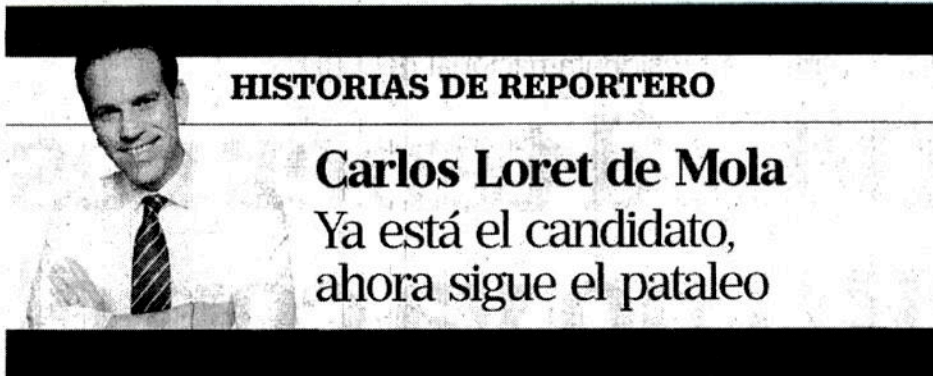 HISTORIAS DE REPORTERO
Carlos Loret de Mola
Ya está el candidato,
ahora sigue el pataleo